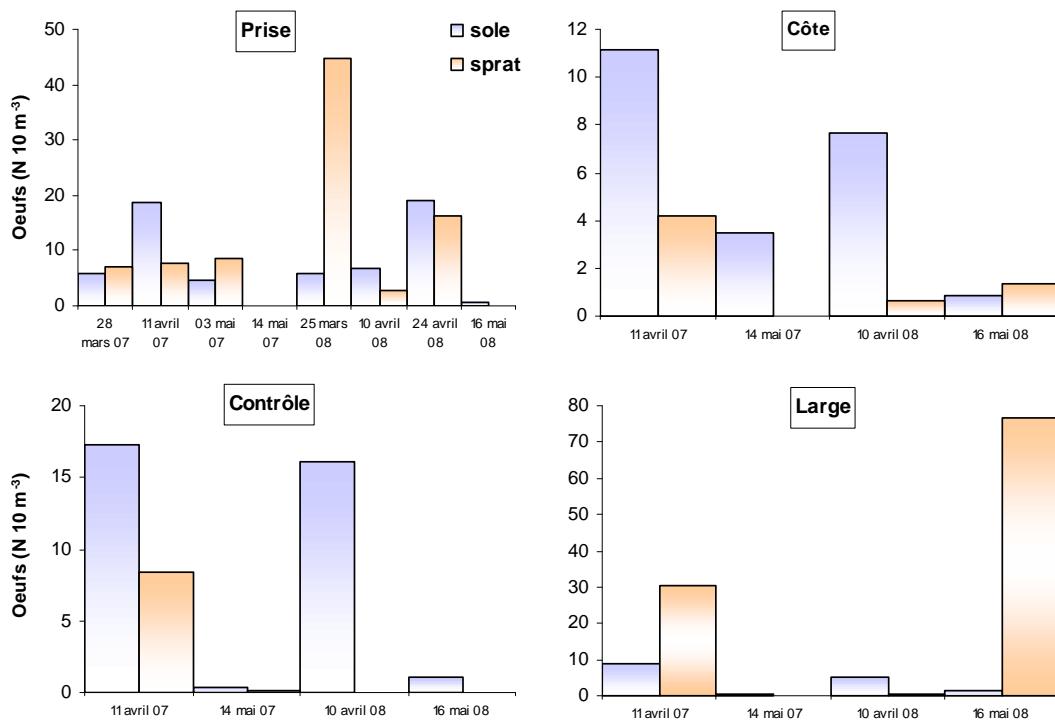 Prise
sole
sprat
Oeufs (N 10 m⁻³)
50
40
30
20
10
0
28 mars 07
11 avril 07
03 mai 07
14 mai 07
25 mars 08
10 avril 08
24 avril 08
16 mai 08
Côte
12
10
8
6
4
2
0
11 avril 07
14 mai 07
10 avril 08
16 mai 08
Contrôle
Oeufs (N 10 m⁻³)
20
15
10
5
0
11 avril 07
14 mai 07
10 avril 08
16 mai 08
Large
80
70
60
50
40
30
20
10
0
11 avril 07
14 mai 07
10 avril 08
16 mai 08